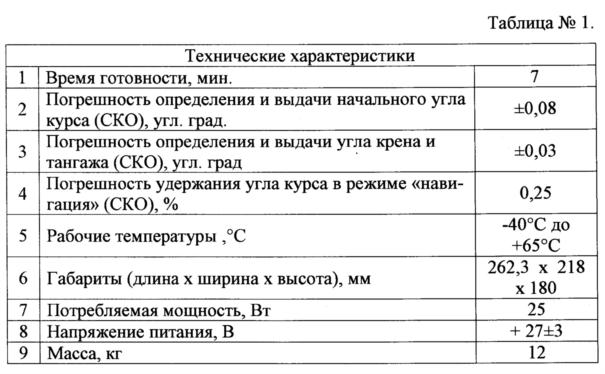 Таблица № 1.
Технические характеристики
1 Время готовности, мин. 7
2 Погрешность определения и выдачи начального угла
курса (СКО), угл. град. ±0,08
3 Погрешность определения и выдачи угла крена и
тангажа (СКО), угл. град ±0,03
4 Погрешность удержания угла курса в режиме «нави-
гация» (СКО), % 0,25
5 Рабочие температуры ,°С -40°С до
+65°С
6 Габариты (длина х ширина х высота), мм 262,3 х 218
х 180
7 Потребляемая мощность, Вт 25
8 Напряжение питания, В + 27±3
9 Масса, кг 12